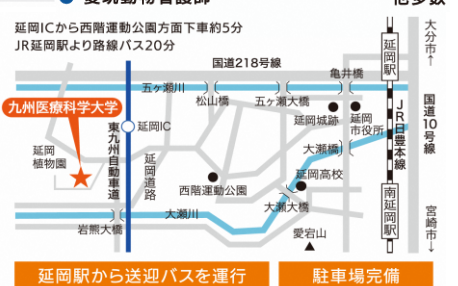 愛玩動物看護師
他多数
延岡ICから西階運動公園方面下車約5分
JR延岡駅より路線バス20分
国道218号線
亀井橋
延岡駅
大分市↑
五ヶ瀬川
松山橋
五ヶ瀬大橋
九州医療科学大学
延岡IC
延岡城跡
延岡市役所
JR日豊本線
国道10号線
延岡植物園
東九州自動車道
延岡道路
大瀬橋
西階運動公園
延岡高校
南延岡駅
大瀬川
大瀬大橋
岩熊大橋
愛宕山
宮崎市↓
延岡駅から送迎バスを運行
駐車場完備